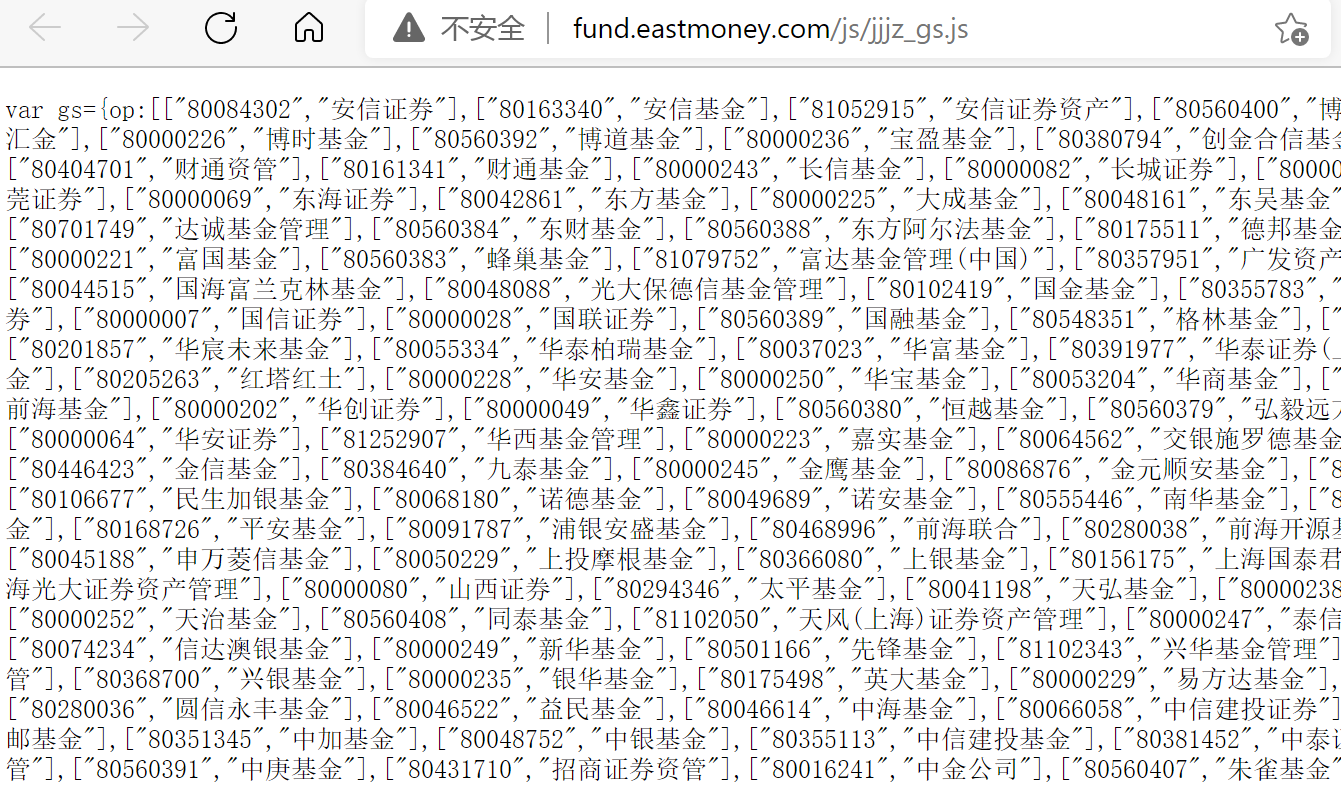 不安全 fund.eastmoney.com/js/jjjz_gs.js
var gs={op:[["80084302","安信证券"],["80163340","安信基金"],["81052915","安信证券资产"],["80560400","博
汇金"],["80000226","博时基金"],["80560392","博道基金"],["80000236","宝盈基金"],["80380794","创金合信基金
["80404701","财通资管"],["80161341","财通基金"],["80000243","长信基金"],["80000082","长城证券"],["80000
莞证券"],["80000069","东海证券"],["80042861","东方基金"],["80000225","大成基金"],["80048161","东吴基金
["80701749","达诚基金管理"],["80560384","东财基金"],["80560388","东方阿尔法基金"],["80175511","德邦基金
["80000221","富国基金"],["80560383","蜂巢基金"],["81079752","富达基金管理(中国)"],["80357951","广发资产
["80044515","国海富兰克林基金"],["80048088","光大保德信基金管理"],["80102419","国金基金"],["80355783","
券"],["80000007","国信证券"],["80000028","国联证券"],["80560389","国融基金"],["80548351","格林基金"],["
["80201857","华宸未来基金"],["80055334","华泰柏瑞基金"],["80037023","华富基金"],["80391977","华泰证券(上
金"],["80205263","红塔红土"],["80000228","华安基金"],["80000250","华宝基金"],["80053204","华商基金"],["
前海基金"],["80000202","华创证券"],["80000049","华鑫证券"],["80560380","恒越基金"],["80560379","弘毅远方
["80000064","华安证券"],["81252907","华西基金管理"],["80000223","嘉实基金"],["80064562","交银施罗德基金
["80446423","金信基金"],["80384640","九泰基金"],["80000245","金鹰基金"],["80086876","金元顺安基金"],["8
["80106677","民生加银基金"],["80068180","诺德基金"],["80049689","诺安基金"],["80555446","南华基金"],["8
金"],["80168726","平安基金"],["80091787","浦银安盛基金"],["80468996","前海联合"],["80280038","前海开源基
["80045188","申万菱信基金"],["80050229","上投摩根基金"],["80366080","上银基金"],["80156175","上海国泰君
海光大证券资产管理"],["80000080","山西证券"],["80294346","太平基金"],["80041198","天弘基金"],["80000238
["80000252","天治基金"],["80560408","同泰基金"],["81102050","天风(上海)证券资产管理"],["80000247","泰信
["80074234","信达澳银基金"],["80000249","新华基金"],["80501166","先锋基金"],["81102343","兴华基金管理"]
管"],["80368700","兴银基金"],["80000235","银华基金"],["80175498","英大基金"],["80000229","易方达基金"],
["80280036","圆信永丰基金"],["80046522","益民基金"],["80046614","中海基金"],["80066058","中信建投证券"]
邮基金"],["80351345","中加基金"],["80048752","中银基金"],["80355113","中信建投基金"],["80381452","中泰证
管"],["80560391","中庚基金"],["80431710","招商证券资管"],["80016241","中金公司"],["80560407","朱雀基金"